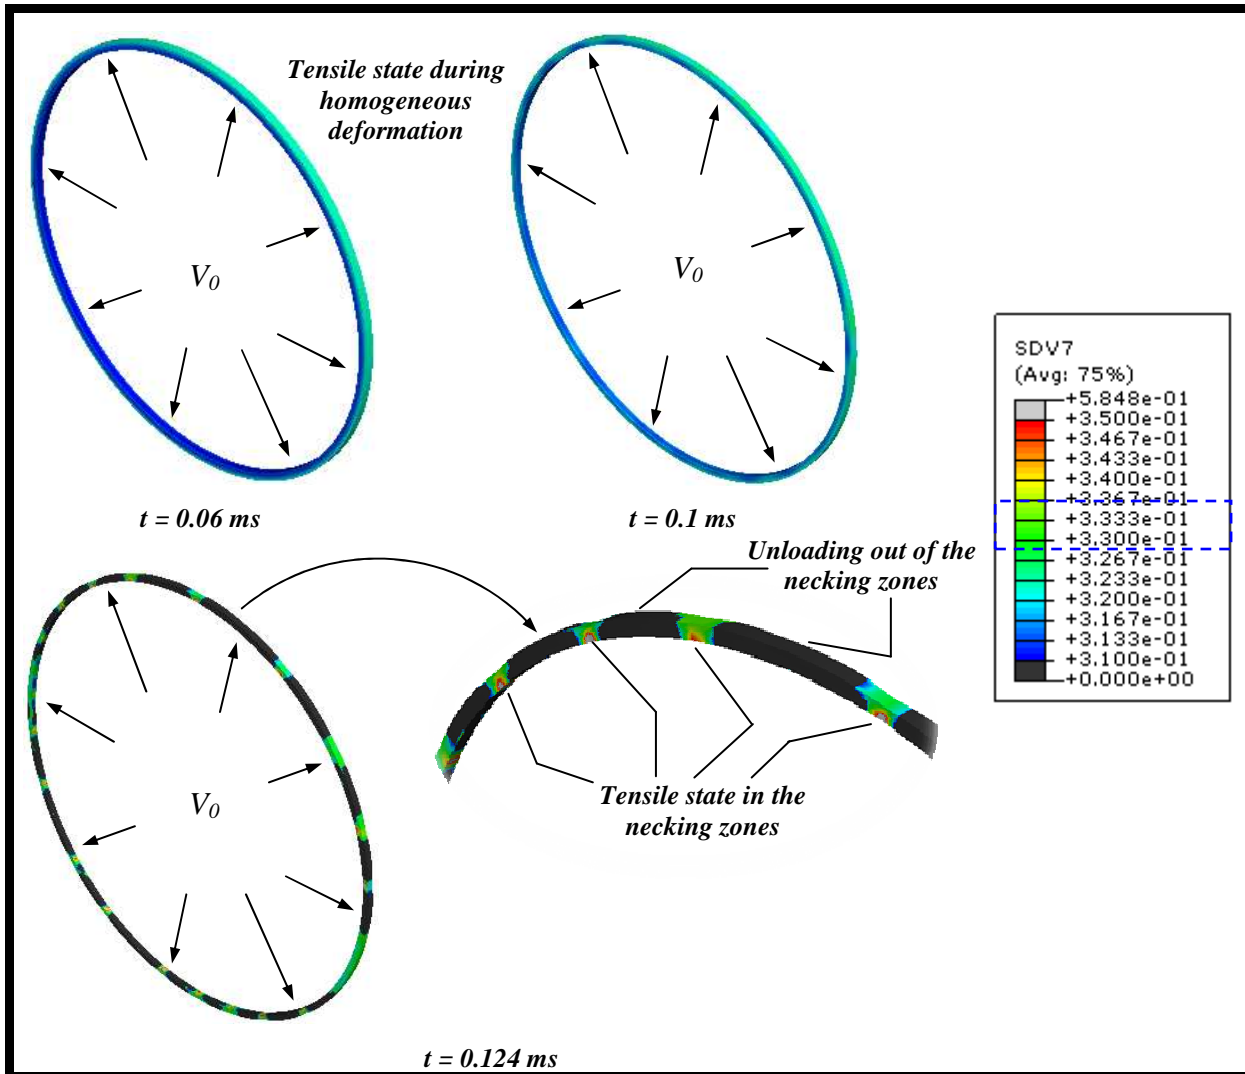 Tensile state during
homogeneous
deformation
V0
V0
t = 0.06 ms
t = 0.1 ms
SDV7
(Avg: 75%)
+5.848e-01
+3.500e-01
+3.467e-01
+3.433e-01
+3.400e-01
+3.367e-01
+3.333e-01
+3.300e-01
+3.267e-01
+3.233e-01
+3.200e-01
+3.167e-01
+3.133e-01
+3.100e-01
+0.000e+00
Unloading out of the
necking zones
V0
Tensile state in the
necking zones
t = 0.124 ms